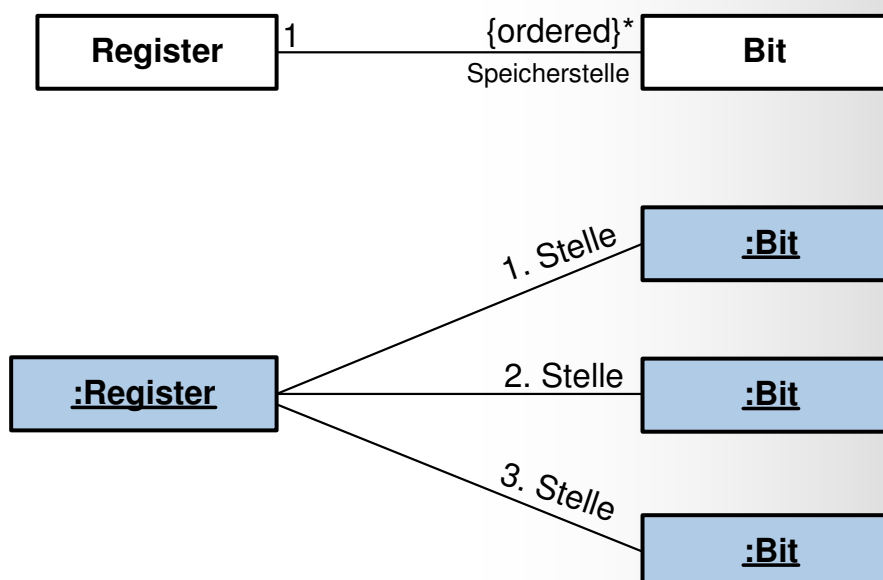 Register 1 {ordered}* Bit
Speicherstelle
1. Stelle :Bit
:Register 2. Stelle :Bit
3. Stelle :Bit